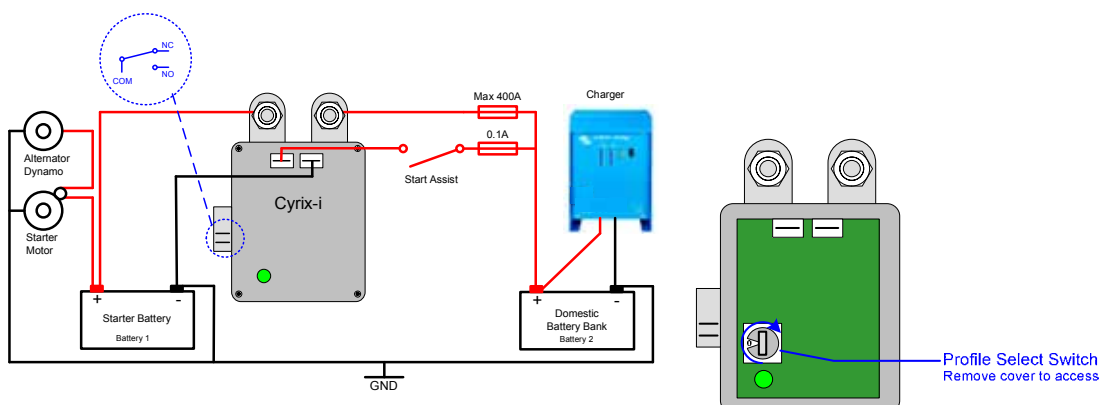 NC
COM
NO
Max 400A
Charger
0.1A
Alternator
Dynamo
Start Assist
Cyrix-i
Starter
Motor
+
-
Starter Battery
Battery 1
+
-
Domestic
Battery Bank
Battery 2
GND
Profile Select Switch
Remove cover to access